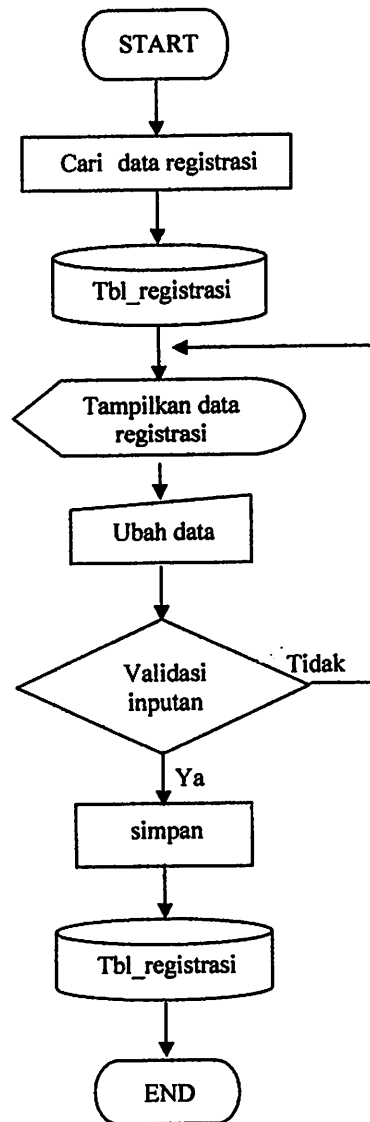 START
Cari data registrasi
Tbl_registrasi
Tampilkan data
registrasi
Ubah data
Validasi
inputan
Tidak
Ya
simpan
Tbl_registrasi
END